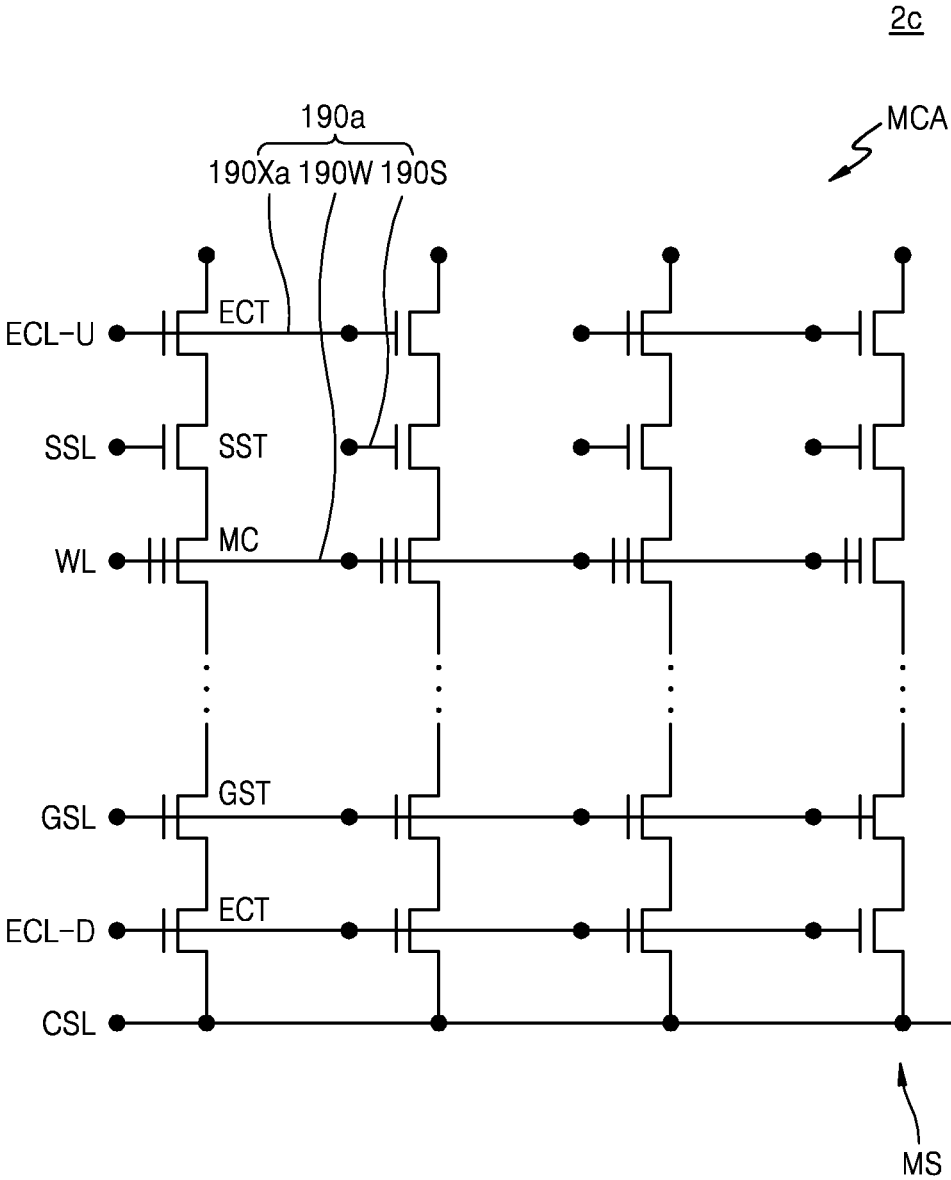 2c
MCA
190a
190Xa 190W 190S
ECL-U
ECT
SSL
SST
WL
MC
GSL
GST
ECL-D
ECT
CSL
MS